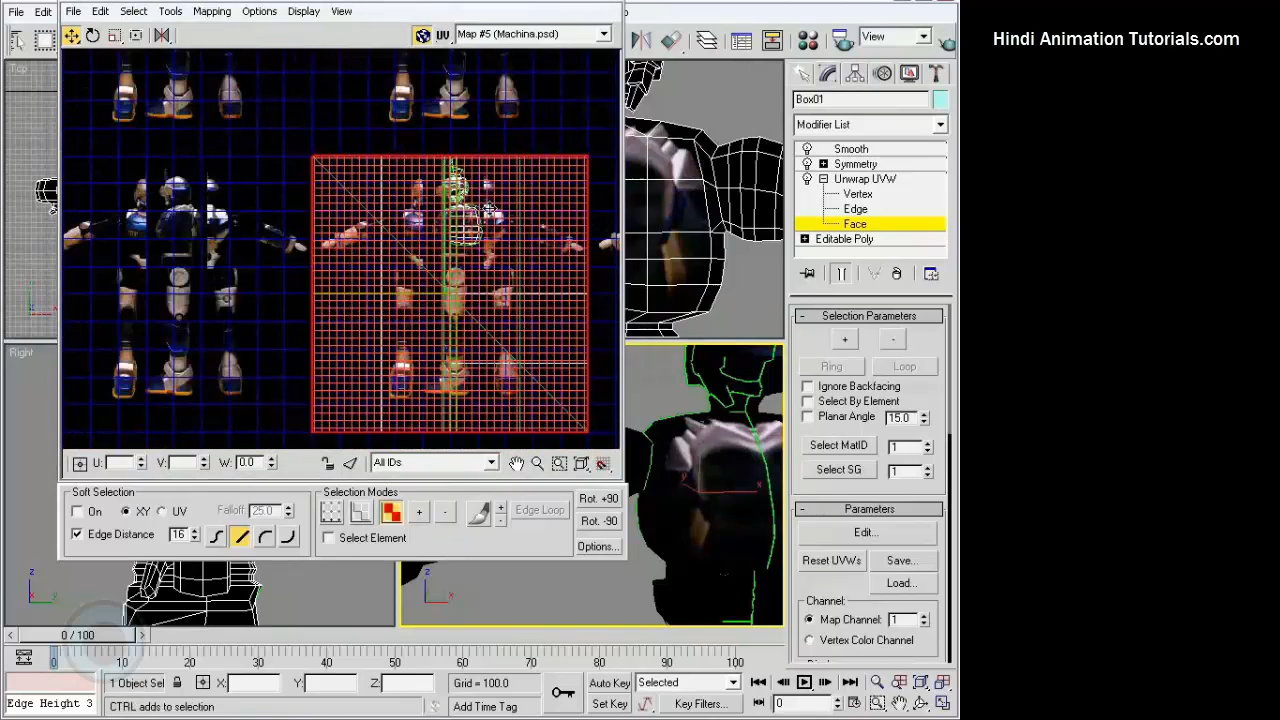 File Edit Select Tools Mapping Options Display View
File Edit
UV Map #5 (Machina.psd)
View
Hindi Animation Tutorials.com
Top
Box01
Modifier List
Smooth
Symmetry
Unwrap UVW
Vertex
Edge
Face
Editable Poly
Selection Parameters
+ -
Ring Loop
Ignore Backfacing
Select By Element
Planar Angle 15.0
Select MatID 1
Select SG 1
Parameters
Edit...
Reset UVWs Save...
Load...
Channel:
Map Channel: 1
Vertex Color Channel
Right
U: V: W: 0.0 All IDs
Soft Selection
On XY UV Falloff: 25.0
Edge Distance 16
Selection Modes
+ - Edge Loop
Select Element
Rot. +90
Rot. -90
Options...
z x y
z x
y x
0 / 100
0 10 20 30 40 50 60 70 80 90 100
1 Object Sel X: Y: Z: Grid = 100.0 Auto Key Selected
Edge Height 3 CTRL adds to selection Add Time Tag Set Key Key Filters... 0